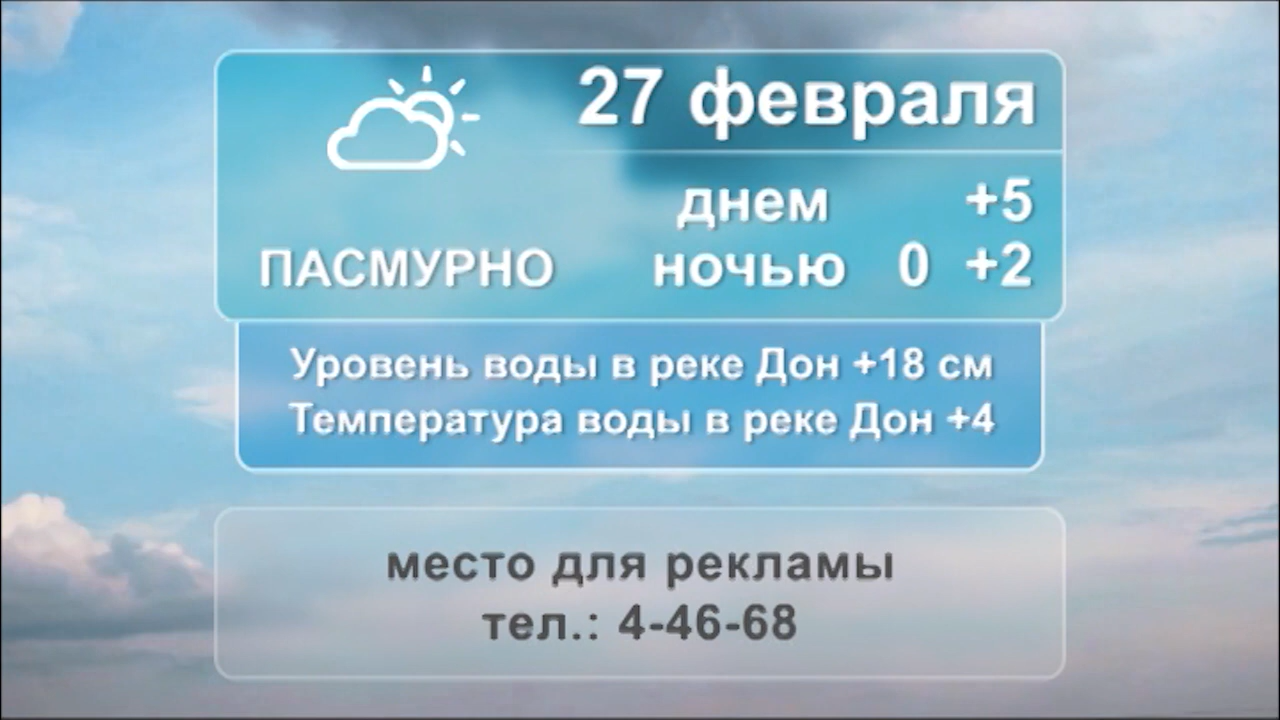 27 февраля
днем +5
ПАСМУРНО ночью 0 +2
Уровень воды в реке Дон +18 см
Температура воды в реке Дон +4
место для рекламы
тел.: 4-46-68